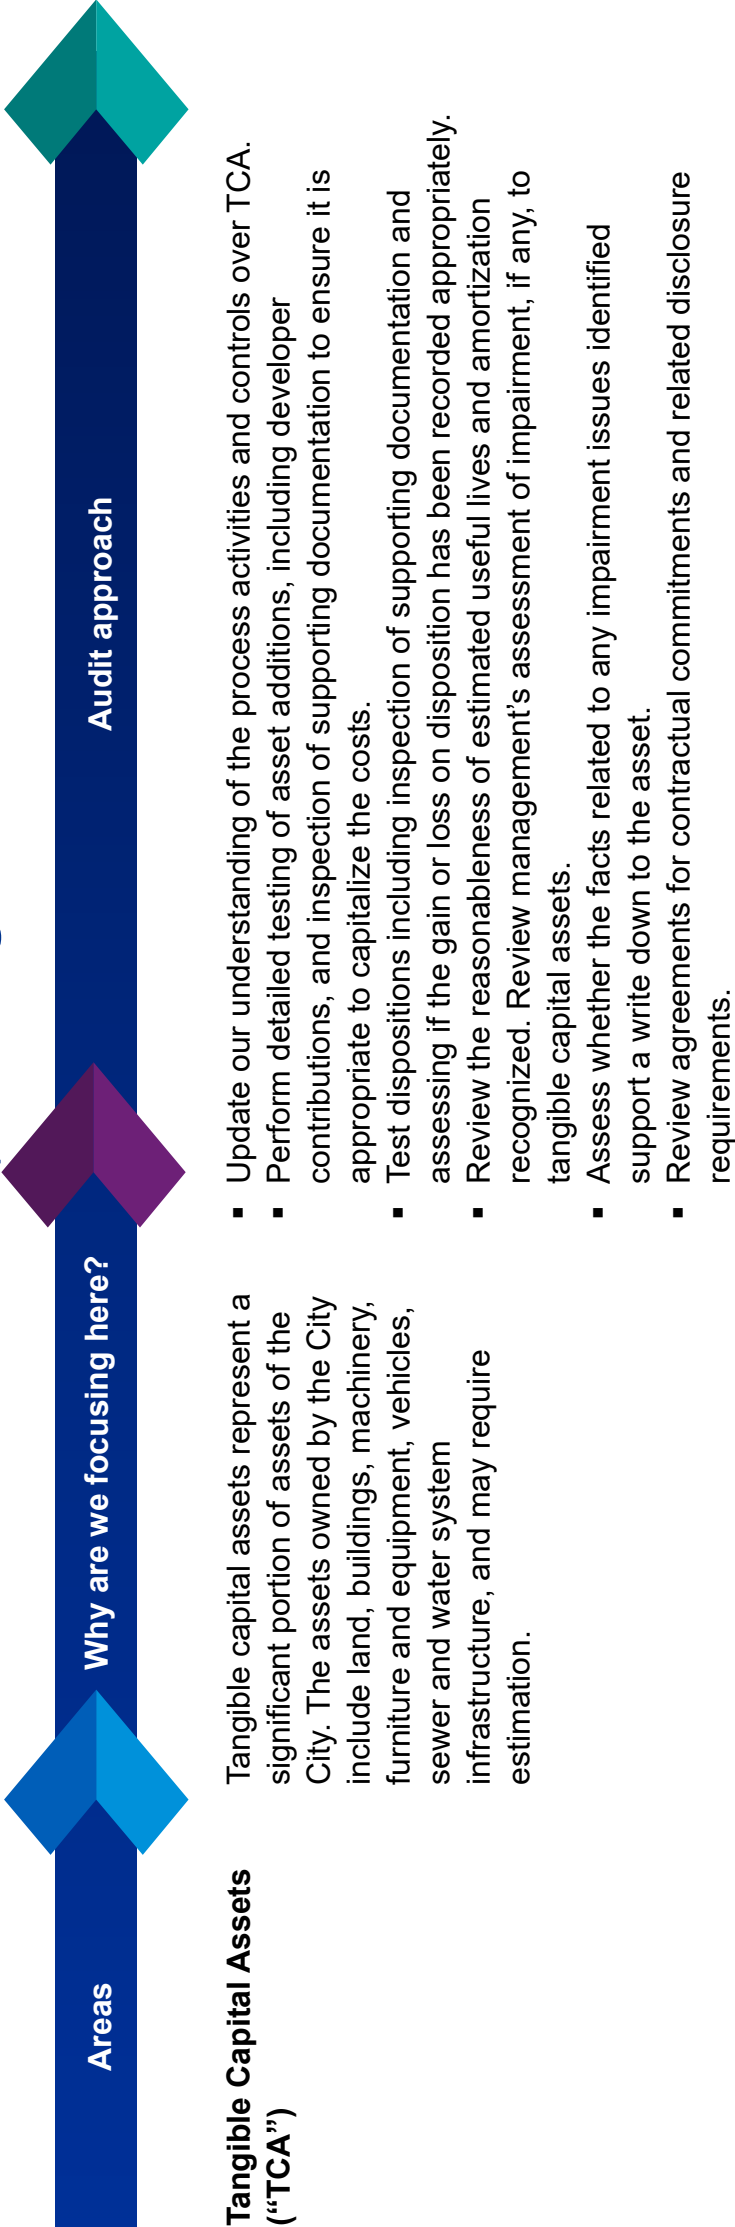 Areas
Why are we focusing here?
Audit approach
Tangible Capital Assets
(“TCA”)
Tangible capital assets represent a
significant portion of assets of the
City. The assets owned by the City
include land, buildings, machinery,
furniture and equipment, vehicles,
sewer and water system
infrastructure, and may require
estimation.
▪ Update our understanding of the process activities and controls over TCA.
▪ Perform detailed testing of asset additions, including developer
contributions, and inspection of supporting documentation to ensure it is
appropriate to capitalize the costs.
▪ Test dispositions including inspection of supporting documentation and
assessing if the gain or loss on disposition has been recorded appropriately.
▪ Review the reasonableness of estimated useful lives and amortization
recognized. Review management’s assessment of impairment, if any, to
tangible capital assets.
▪ Assess whether the facts related to any impairment issues identified
support a write down to the asset.
▪ Review agreements for contractual commitments and related disclosure
requirements.